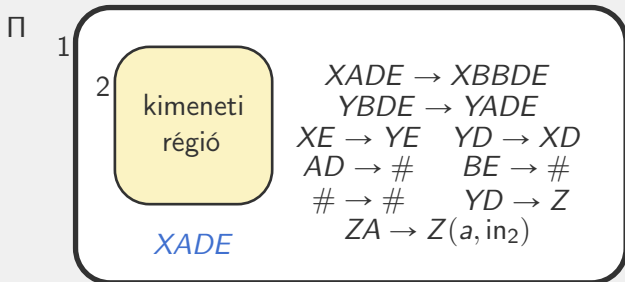 Π
1
2
kimeneti
régió
XADE → XBBDE
YBDE → YADE
XE → YE YD → XD
AD → # BE → #
# → # YD → Z
ZA → Z(a, in₂)
XADE